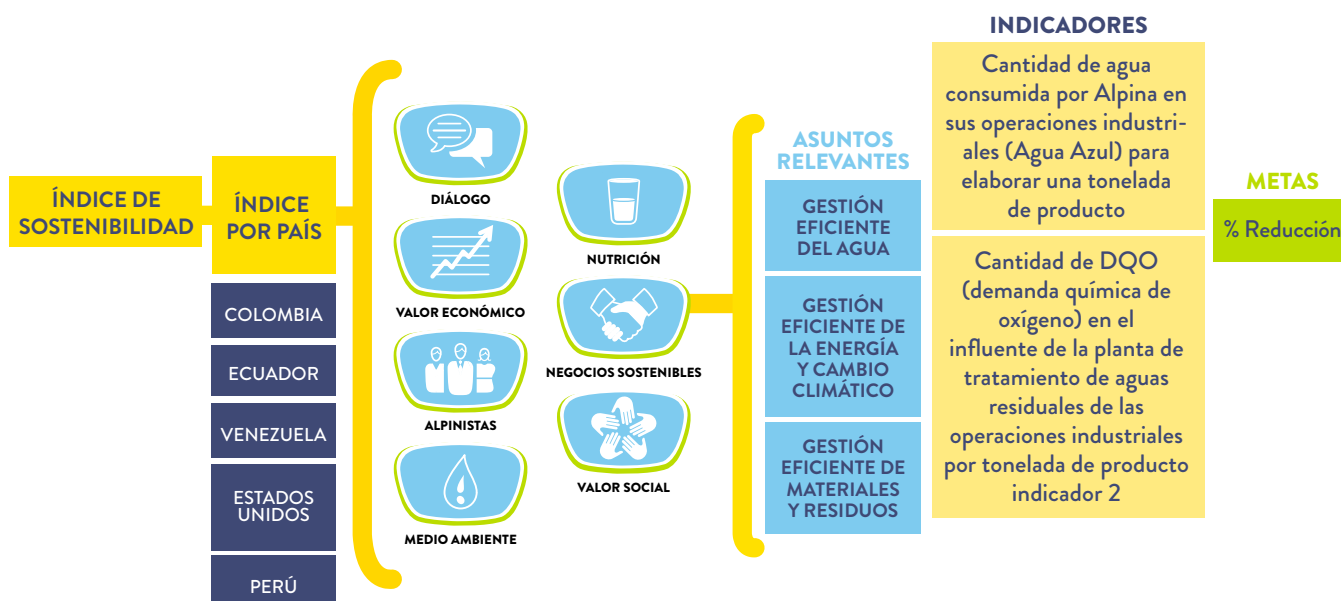 ÍNDICE DE
SOSTENIBILIDAD
ÍNDICE
POR PAÍS
COLOMBIA
ECUADOR
VENEZUELA
ESTADOS
UNIDOS
PERÚ
DIÁLOGO
VALOR ECONÓMICO
ALPINISTAS
MEDIO AMBIENTE
NUTRICIÓN
NEGOCIOS SOSTENIBLES
VALOR SOCIAL
ASUNTOS
RELEVANTES
GESTIÓN
EFICIENTE
DEL AGUA
GESTIÓN
EFICIENTE DE
LA ENERGÍA
Y CAMBIO
CLIMÁTICO
GESTIÓN
EFICIENTE DE
MATERIALES
Y RESIDUOS
INDICADORES
Cantidad de agua
consumida por Alpina en
sus operaciones industri-
ales (Agua Azul) para
elaborar una tonelada
de producto
Cantidad de DQO
(demanda química de
oxígeno) en el
influente de la planta de
tratamiento de aguas
residuales de las
operaciones industriales
por tonelada de producto
indicador 2
METAS
% Reducción